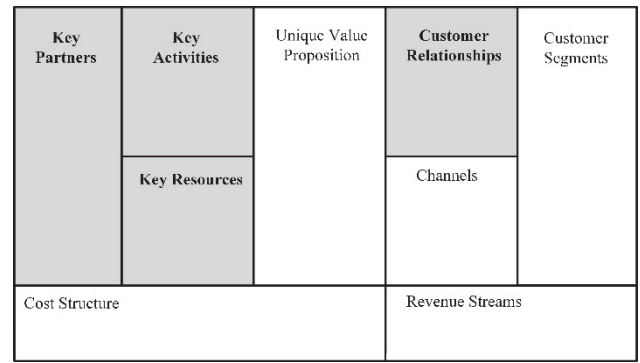 Key
Partners
Key
Activities
Key Resources
Unique Value
Proposition
Customer
Relationships
Channels
Customer
Segments
Cost Structure
Revenue Streams